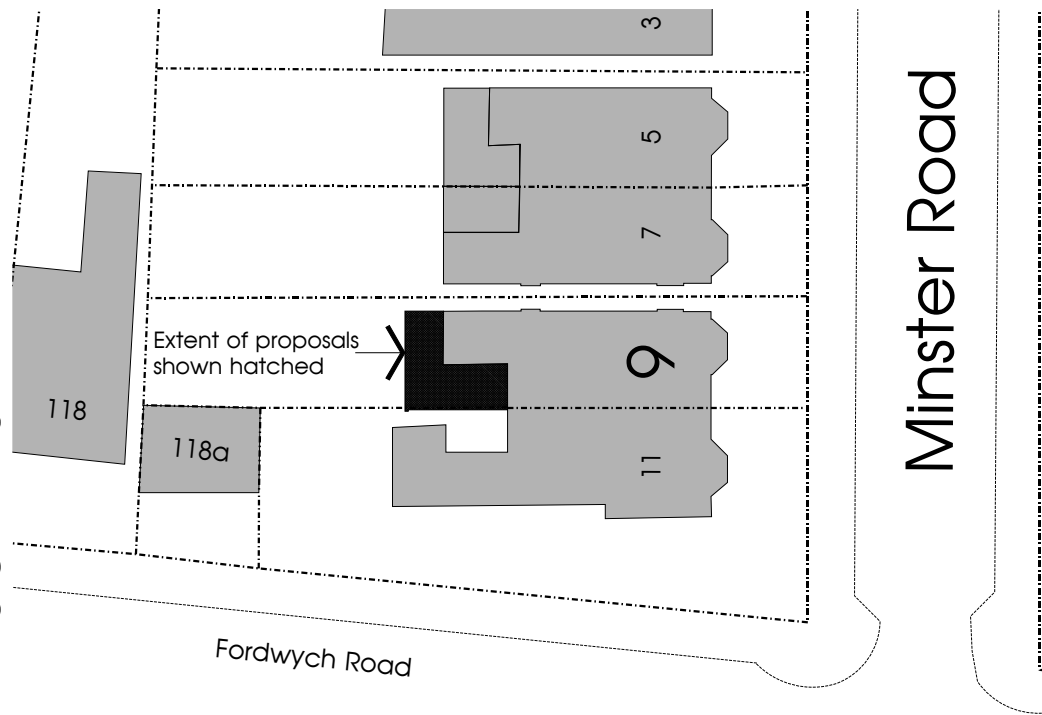 3
5
7
Extent of proposals
shown hatched
9
118
118a
11
Minster Road
Fordwych Road